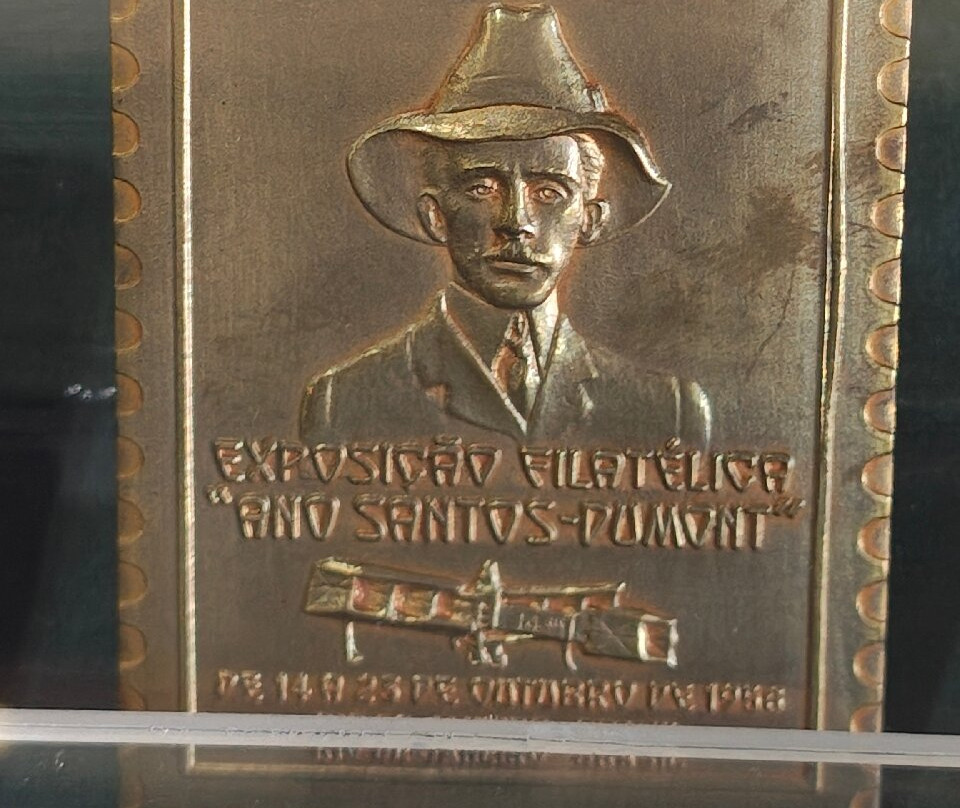 EXPOSIÇÃO FILATÉLICA
"ANO SANTOS-DUMONT"
DE 14 A 23 DE OUTUBRO DE